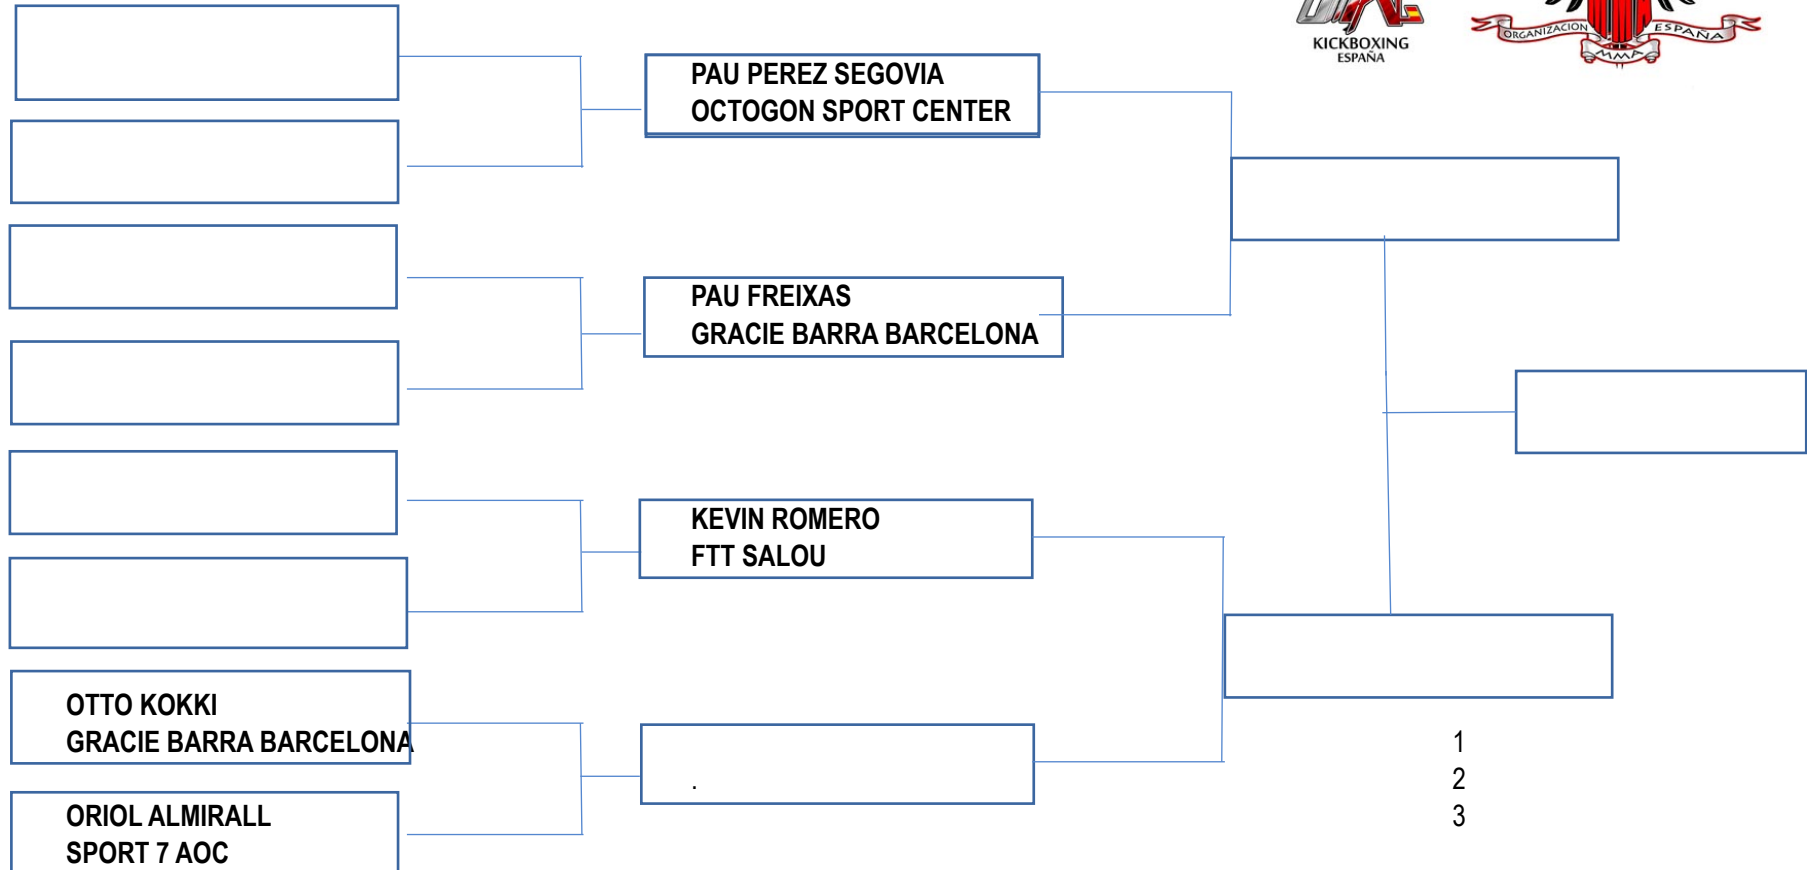 KICKBOXING
ESPAÑA
ORGANIZACION
ESPAÑA
MMA
PAU PEREZ SEGOVIA
OCTOGON SPORT CENTER
PAU FREIXAS
GRACIE BARRA BARCELONA
KEVIN ROMERO
FTT SALOU
OTTO KOKKI
GRACIE BARRA BARCELONA
.
ORIOL ALMIRALL
SPORT 7 AOC
1
2
3